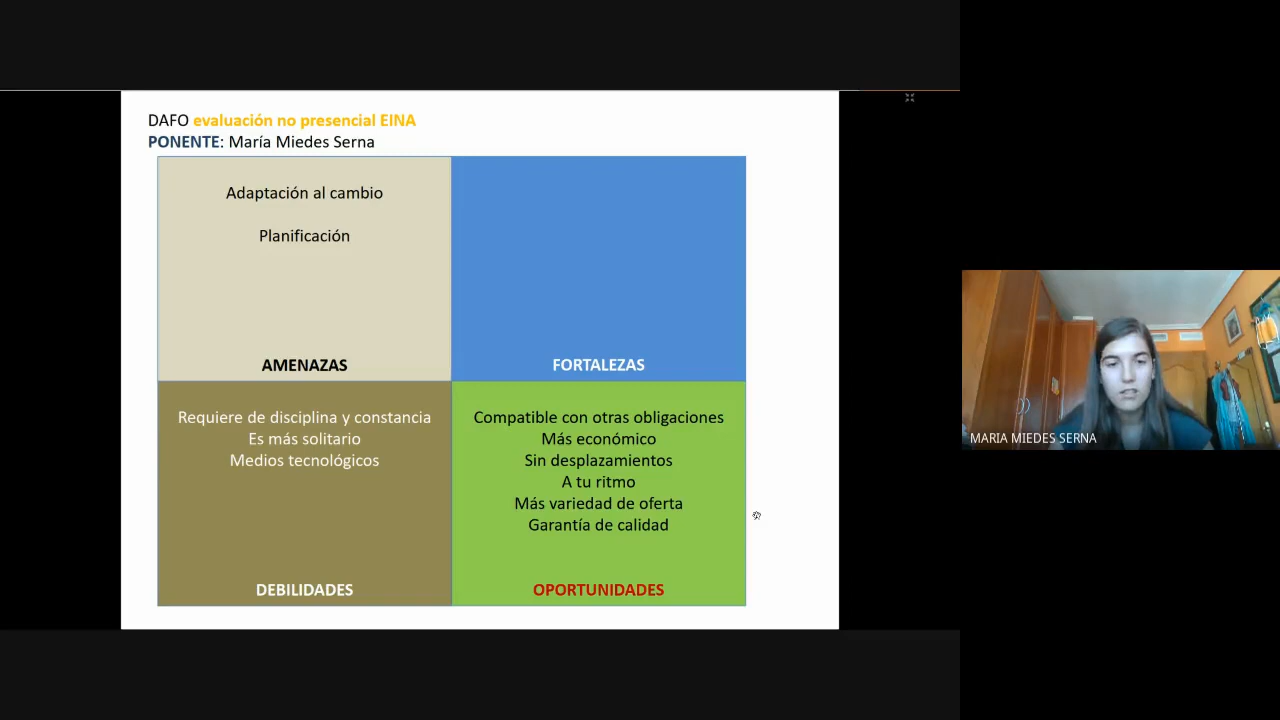 DAFO evaluación no presencial EINA
PONENTE: María Miedes Serna
Adaptación al cambio
Planificación
AMENAZAS
FORTALEZAS
Requiere de disciplina y constancia
Es más solitario
Medios tecnológicos
DEBILIDADES
Compatible con otras obligaciones
Más económico
Sin desplazamientos
A tu ritmo
Más variedad de oferta
Garantía de calidad
OPORTUNIDADES
MARIA MIEDES SERNA